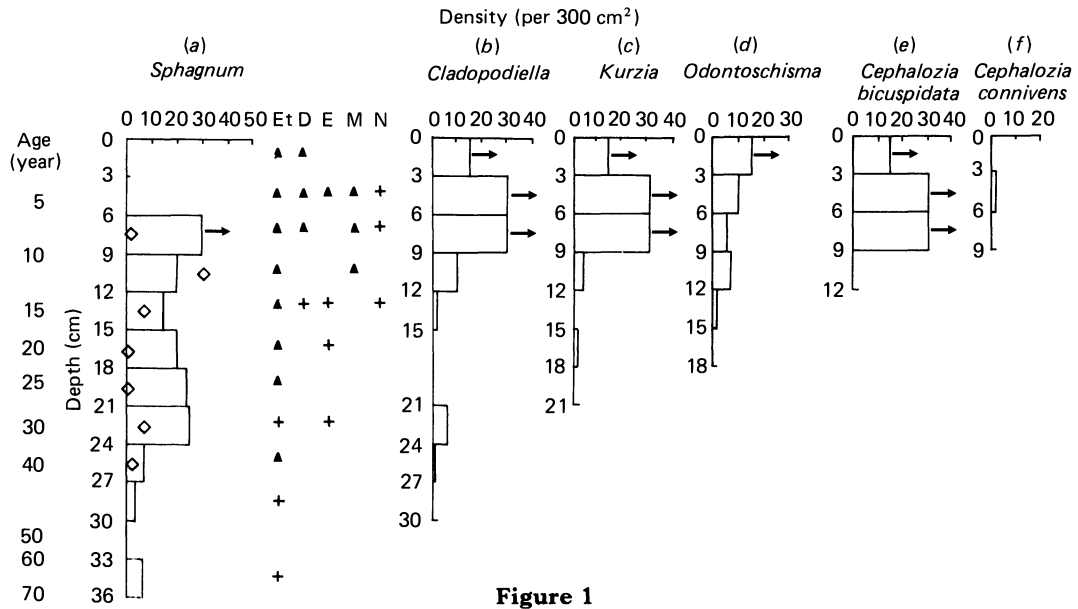 Density (per 300 cm²)
(a) (b) (c) (d) (e) (f)
Sphagnum Cladopodiella Kurzia Odontoschisma Cephalozia bicuspidata Cephalozia connivens
0 10 20 30 40 50 Et D E M N 0 10 20 30 40 0 10 20 30 40 0 10 20 30 0 10 20 30 40 0 20
Age (year)
Depth (cm)
0 0 0 0 0 0
3 3 3 3 3 3
5
6 + 6 6 6 6 6
+
10 9 9 9 9 9 9
12 12 12 12 12
15 + + +
15 15 15 15
20 +
18 18 18
25
21 21 21
30 + +
24 24
40
27 27
+
30 30
50
60 33
+
70 36
Figure 1